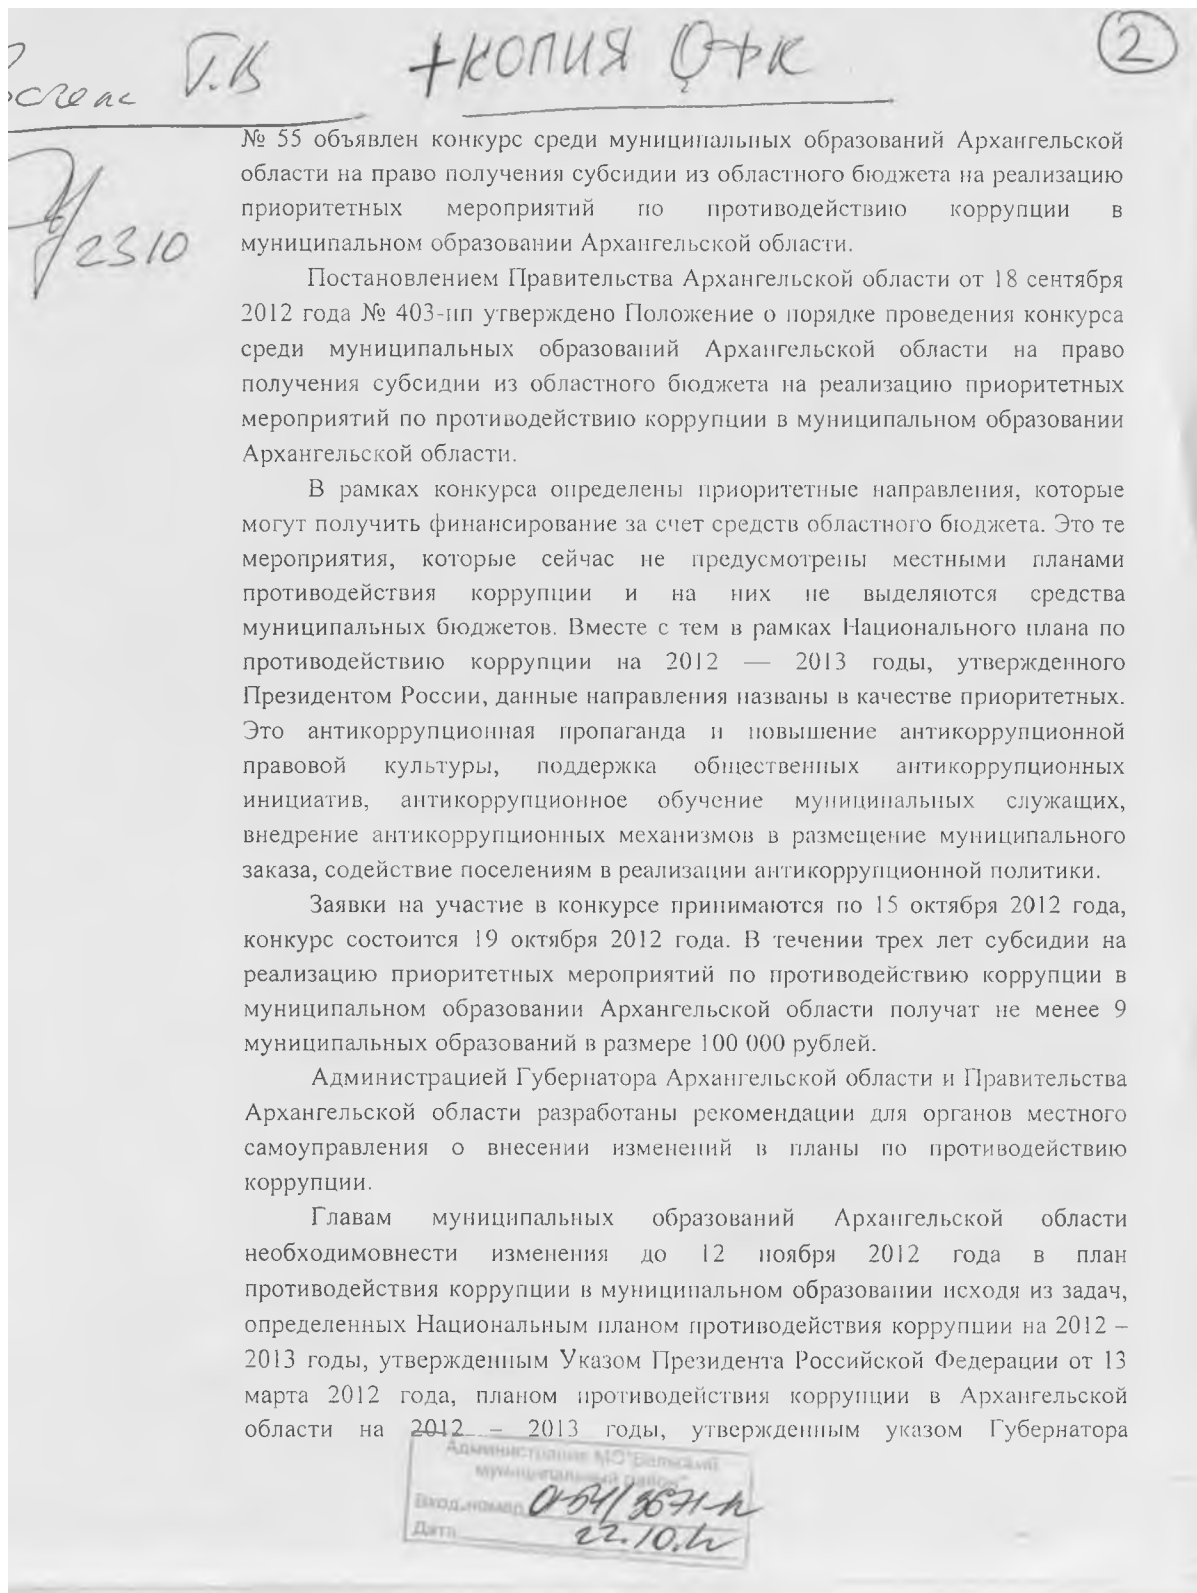 Т.В +КОПИЯ ОФК 2
2310
№ 55 объявлен конкурс среди муниципальных образований Архангельской
области на право получения субсидии из областного бюджета на реализацию
приоритетных мероприятий по противодействию коррупции в
муниципальном образовании Архангельской области.
Постановлением Правительства Архангельской области от 18 сентября
2012 года № 403-пп утверждено Положение о порядке проведения конкурса
среди муниципальных образований Архангельской области на право
получения субсидии из областного бюджета на реализацию приоритетных
мероприятий по противодействию коррупции в муниципальном образовании
Архангельской области.
В рамках конкурса определены приоритетные направления, которые
могут получить финансирование за счет средств областного бюджета. Это те
мероприятия, которые сейчас не предусмотрены местными планами
противодействия коррупции и на них не выделяются средства
муниципальных бюджетов. Вместе с тем в рамках Национального плана по
противодействию коррупции на 2012 — 2013 годы, утвержденного
Президентом России, данные направления названы в качестве приоритетных.
Это антикоррупционная пропаганда и повышение антикоррупционной
правовой культуры, поддержка общественных антикоррупционных
инициатив, антикоррупционное обучение муниципальных служащих,
внедрение антикоррупционных механизмов в размещение муниципального
заказа, содействие поселениям в реализации антикоррупционной политики.
Заявки на участие в конкурсе принимаются по 15 октября 2012 года,
конкурс состоится 19 октября 2012 года. В течении трех лет субсидии на
реализацию приоритетных мероприятий по противодействию коррупции в
муниципальном образовании Архангельской области получат не менее 9
муниципальных образований в размере 100 000 рублей.
Администрацией Губернатора Архангельской области и Правительства
Архангельской области разработаны рекомендации для органов местного
самоуправления о внесении изменений в планы по противодействию
коррупции.
Главам муниципальных образований Архангельской области
необходимовнести изменения до 12 ноября 2012 года в план
противодействия коррупции в муниципальном образовании исходя из задач,
определенных Национальным планом противодействия коррупции на 2012 –
2013 годы, утвержденным Указом Президента Российской Федерации от 13
марта 2012 года, планом противодействия коррупции в Архангельской
области на 2012 – 2013 годы, утвержденным указом Губернатора
Администрация МО "Вельский
муниципальный район"
Вход.номер
Дата 22.10.12